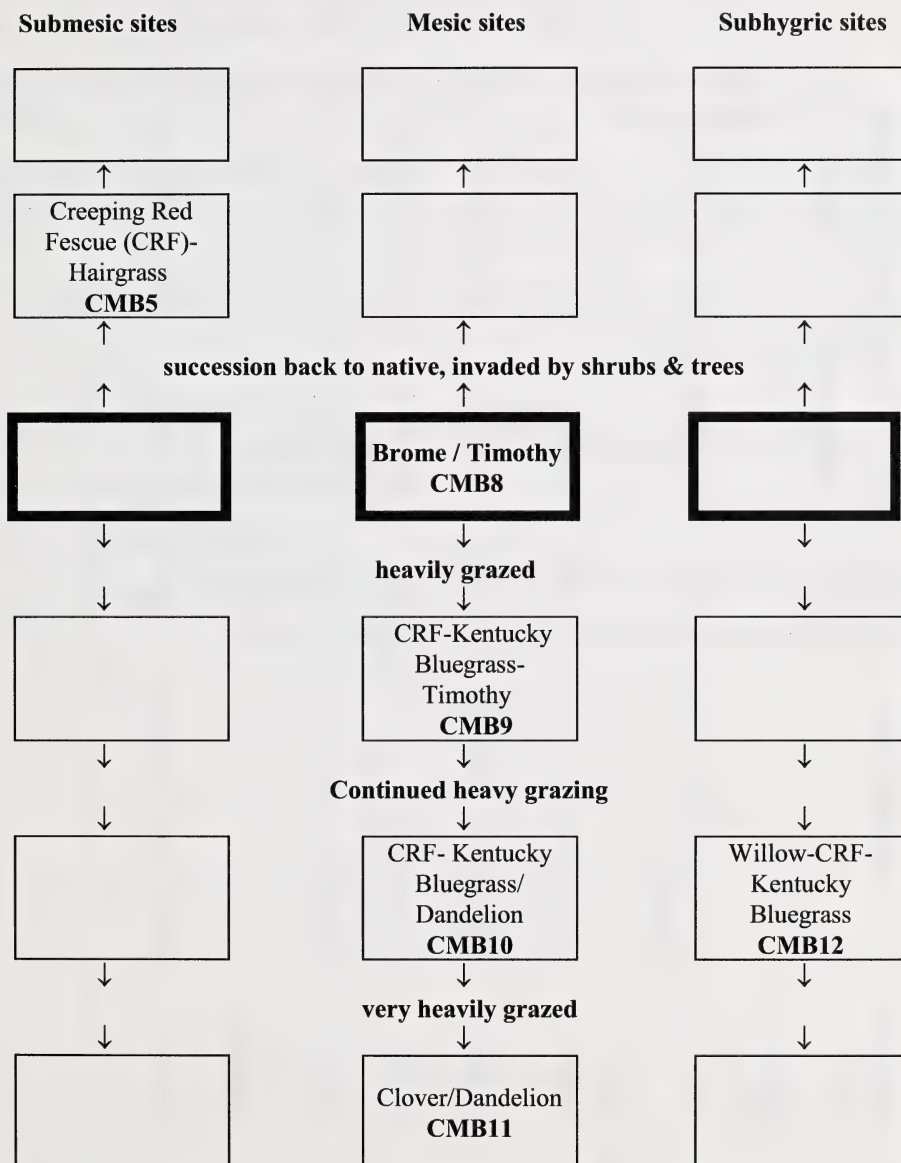 Submesic sites
Mesic sites
Subhygric sites
Creeping Red
Fescue (CRF)-
Hairgrass
CMB5
succession back to native, invaded by shrubs & trees
Brome / Timothy
CMB8
heavily grazed
CRF-Kentucky
Bluegrass-
Timothy
CMB9
Continued heavy grazing
CRF- Kentucky
Bluegrass/
Dandelion
CMB10
Willow-CRF-
Kentucky
Bluegrass
CMB12
very heavily grazed
Clover/Dandelion
CMB11